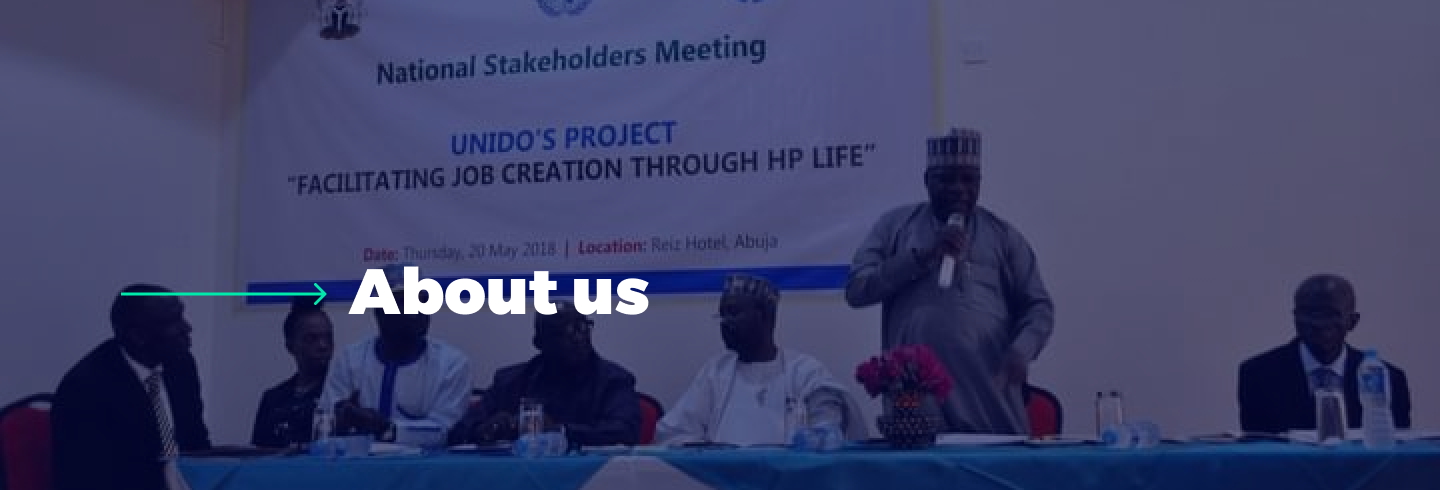 National Stakeholders Meeting
UNIDO'S PROJECT
"FACILITATING JOB CREATION THROUGH HP LIFE"
Date: Thursday, 20 May 2018 | Location: Reiz Hotel, Abuja
About us